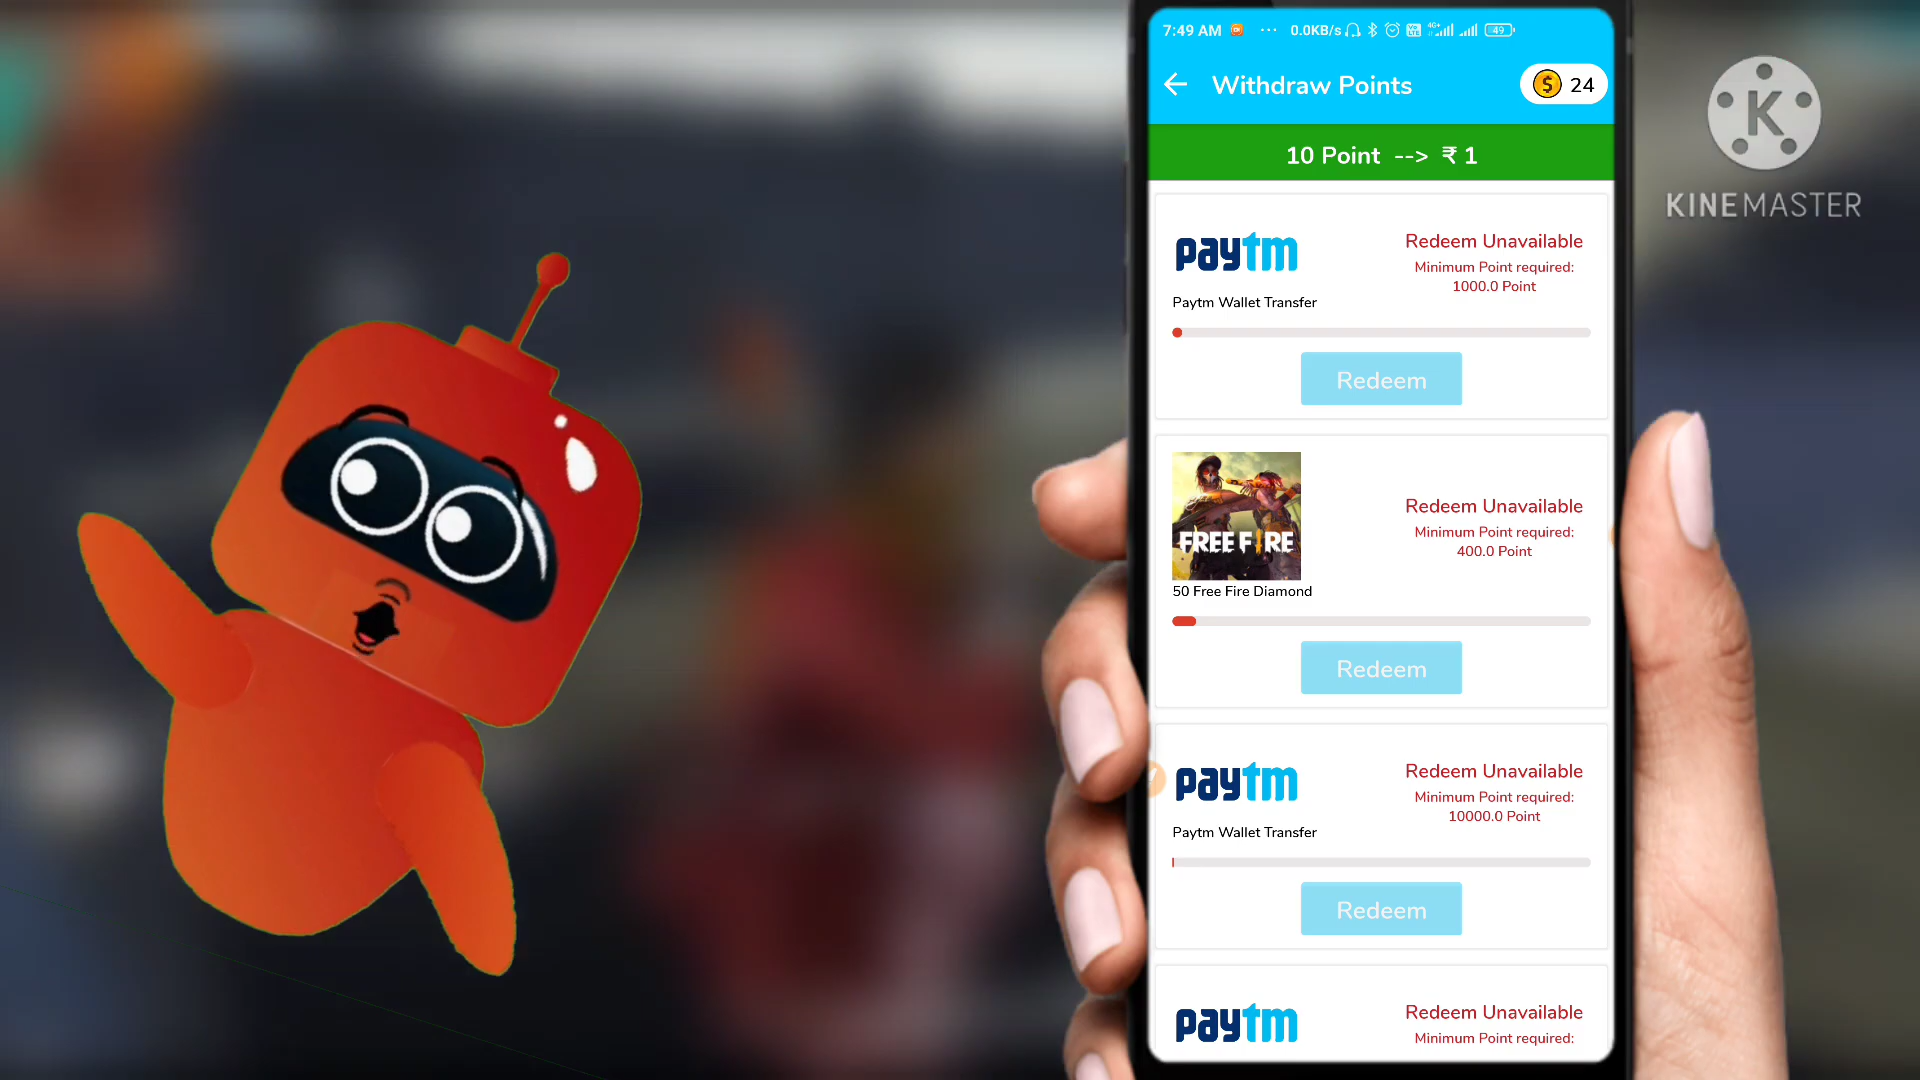 7:49 AM ... 0.0KB/s 4G+ 49
Withdraw Points
24
10 Point --> ₹ 1
paytm
Redeem Unavailable
Minimum Point required:
1000.0 Point
Paytm Wallet Transfer
Redeem
FREE FIRE
Redeem Unavailable
Minimum Point required:
400.0 Point
50 Free Fire Diamond
Redeem
paytm
Redeem Unavailable
Minimum Point required:
10000.0 Point
Paytm Wallet Transfer
Redeem
paytm
Redeem Unavailable
Minimum Point required:
K
KINEMASTER